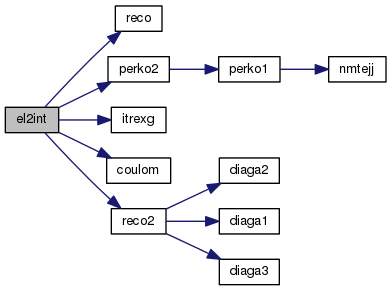 reco
perko2
perko1
nmtejj
el2int
itrexg
coulom
diaga2
reco2
diaga1
diaga3